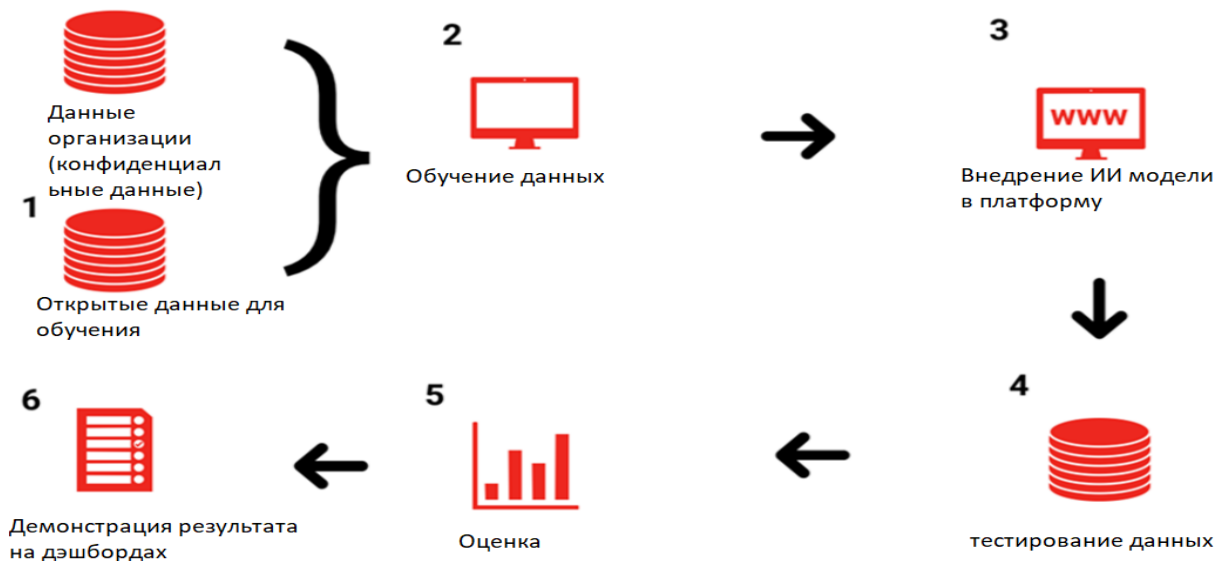 Данные
организации
(конфиденциал
ьные данные)
1
Открытые данные для
обучения
2
Обучение данных
3
www
Внедрение ИИ модели
в платформу
4
тестирование данных
5
Оценка
6
Демонстрация результата
на дэшбордах